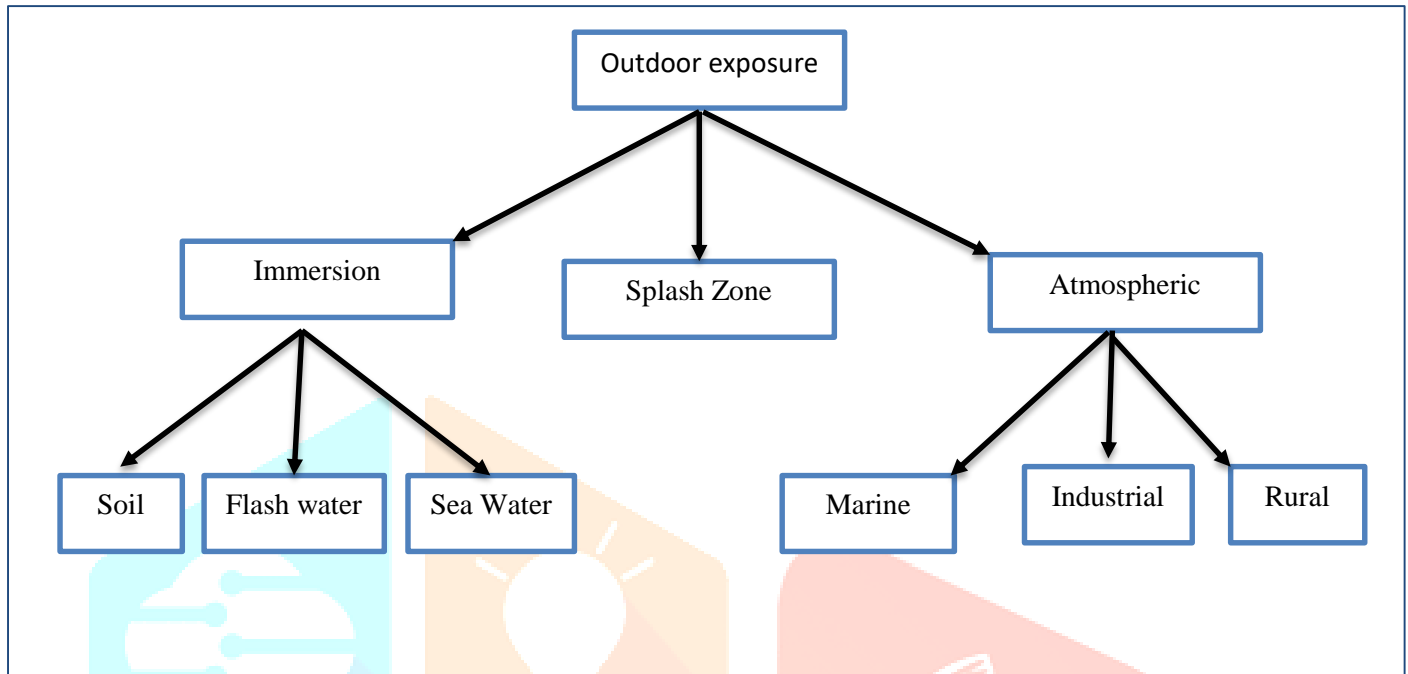 Outdoor exposure
Immersion
Splash Zone
Atmospheric
Soil
Flash water
Sea Water
Marine
Industrial
Rural